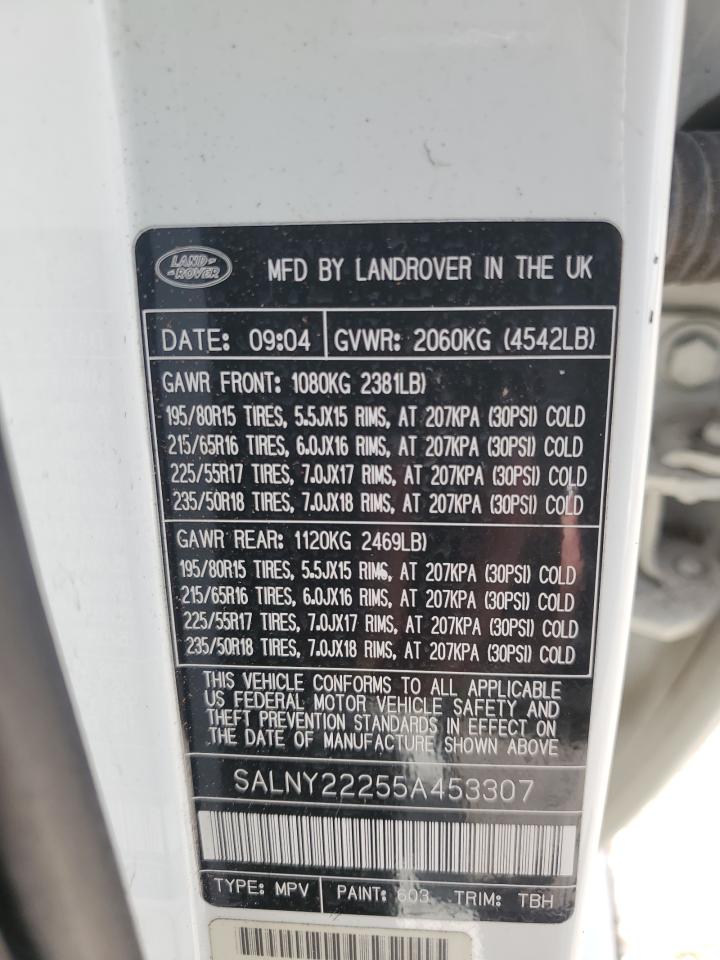 LAND-
-ROVER
MFD BY LANDROVER IN THE UK
DATE: 09:04 GVWR: 2060KG (4542LB)
GAWR FRONT: 1080KG 2381LB)
195/80R15 TIRES, 5.5JX15 RIMS, AT 207KPA (30PSI) COLD
215/65R16 TIRES, 6.0JX16 RIMS, AT 207KPA (30PSI) COLD
225/55R17 TIRES, 7.0JX17 RIMS, AT 207KPA (30PSI) COLD
235/50R18 TIRES, 7.0JX18 RIMS, AT 207KPA (30PSI) COLD
GAWR REAR: 1120KG 2469LB)
195/80R15 TIRES, 5.5JX15 RIMS, AT 207KPA (30PSI) COLD
215/65R16 TIRES, 6.0JX16 RIMS, AT 207KPA (30PSI) COLD
225/55R17 TIRES, 7.0JX17 RIMS, AT 207KPA (30PSI) COLD
235/50R18 TIRES, 7.0JX18 RIMS, AT 207KPA (30PSI) COLD
THIS VEHICLE CONFORMS TO ALL APPLICABLE
US FEDERAL MOTOR VEHICLE SAFETY AND
THEFT PREVENTION STANDARDS IN EFFECT ON
THE DATE OF MANUFACTURE SHOWN ABOVE
SALNY22255A453307
TYPE: MPV PAINT: 603 TRIM: TBH